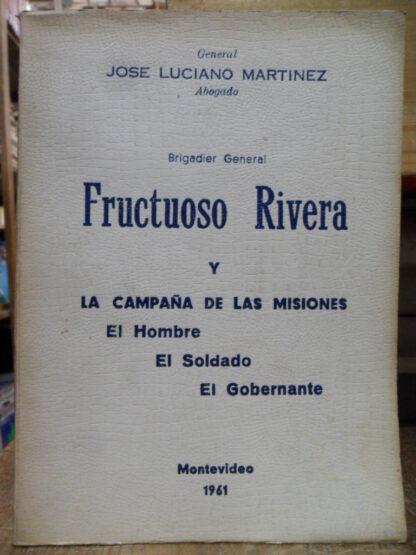 General
JOSE LUCIANO MARTINEZ
Abogado
Brigadier General
Fructuoso Rivera
Y
LA CAMPAÑA DE LAS MISIONES
El Hombre
El Soldado
El Gobernante
Montevideo
1961